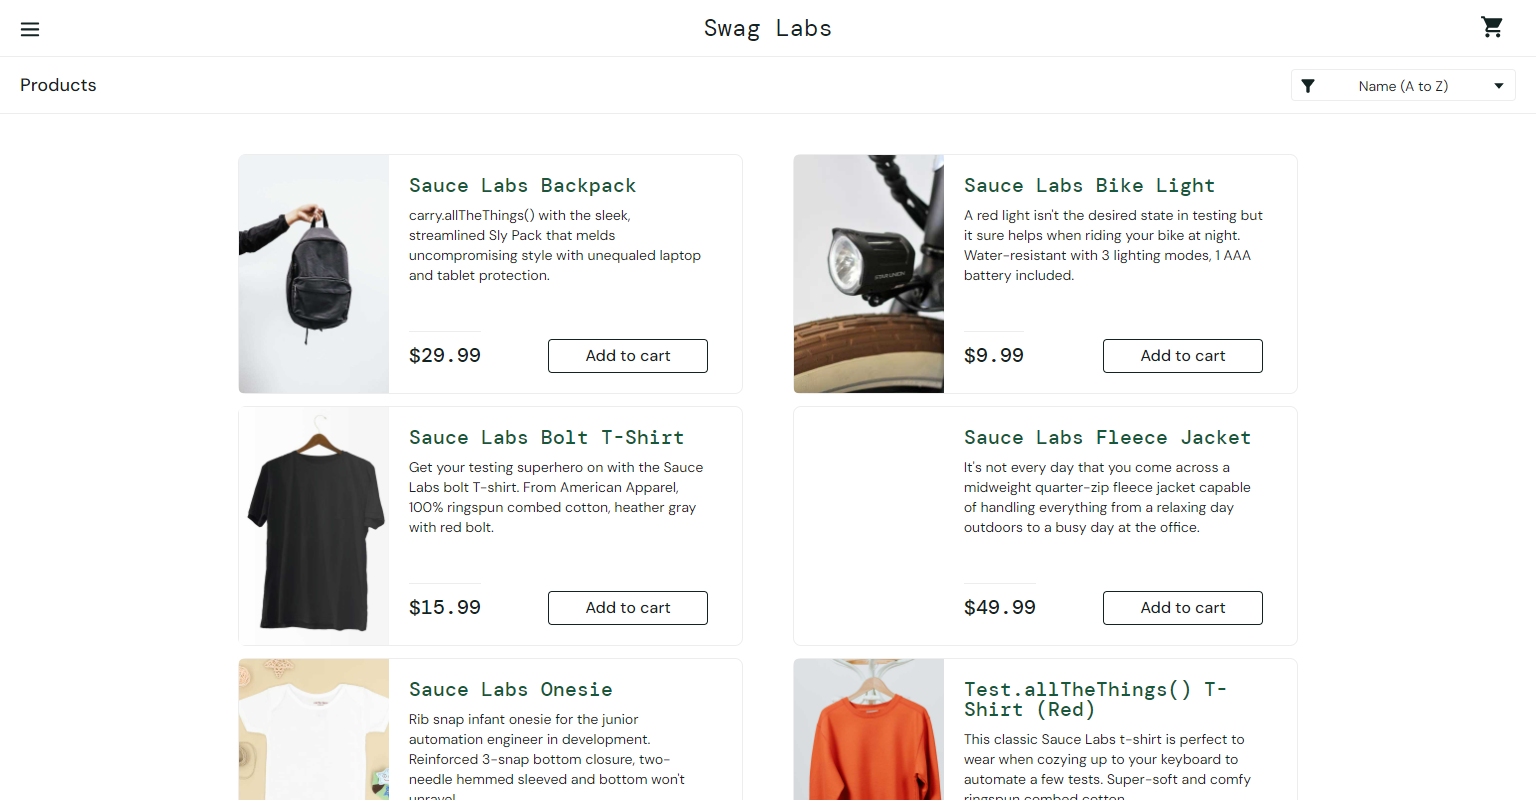 Swag Labs
Products
Name (A to Z)
Sauce Labs Backpack
carry.allTheThings() with the sleek,
streamlined Sly Pack that melds
uncompromising style with unequaled laptop
and tablet protection.
$29.99
Add to cart
Sauce Labs Bike Light
A red light isn't the desired state in testing but
it sure helps when riding your bike at night.
Water-resistant with 3 lighting modes, 1 AAA
battery included.
$9.99
Add to cart
Sauce Labs Bolt T-Shirt
Get your testing superhero on with the Sauce
Labs bolt T-shirt. From American Apparel,
100% ringspun combed cotton, heather gray
with red bolt.
$15.99
Add to cart
Sauce Labs Fleece Jacket
It's not every day that you come across a
midweight quarter-zip fleece jacket capable
of handling everything from a relaxing day
outdoors to a busy day at the office.
$49.99
Add to cart
Sauce Labs Onesie
Rib snap infant onesie for the junior
automation engineer in development.
Reinforced 3-snap bottom closure, two-
needle hemmed sleeved and bottom won't
unravel.
Test.allTheThings() T-
Shirt (Red)
This classic Sauce Labs t-shirt is perfect to
wear when cozying up to your keyboard to
automate a few tests. Super-soft and comfy
ringspun combed cotton.